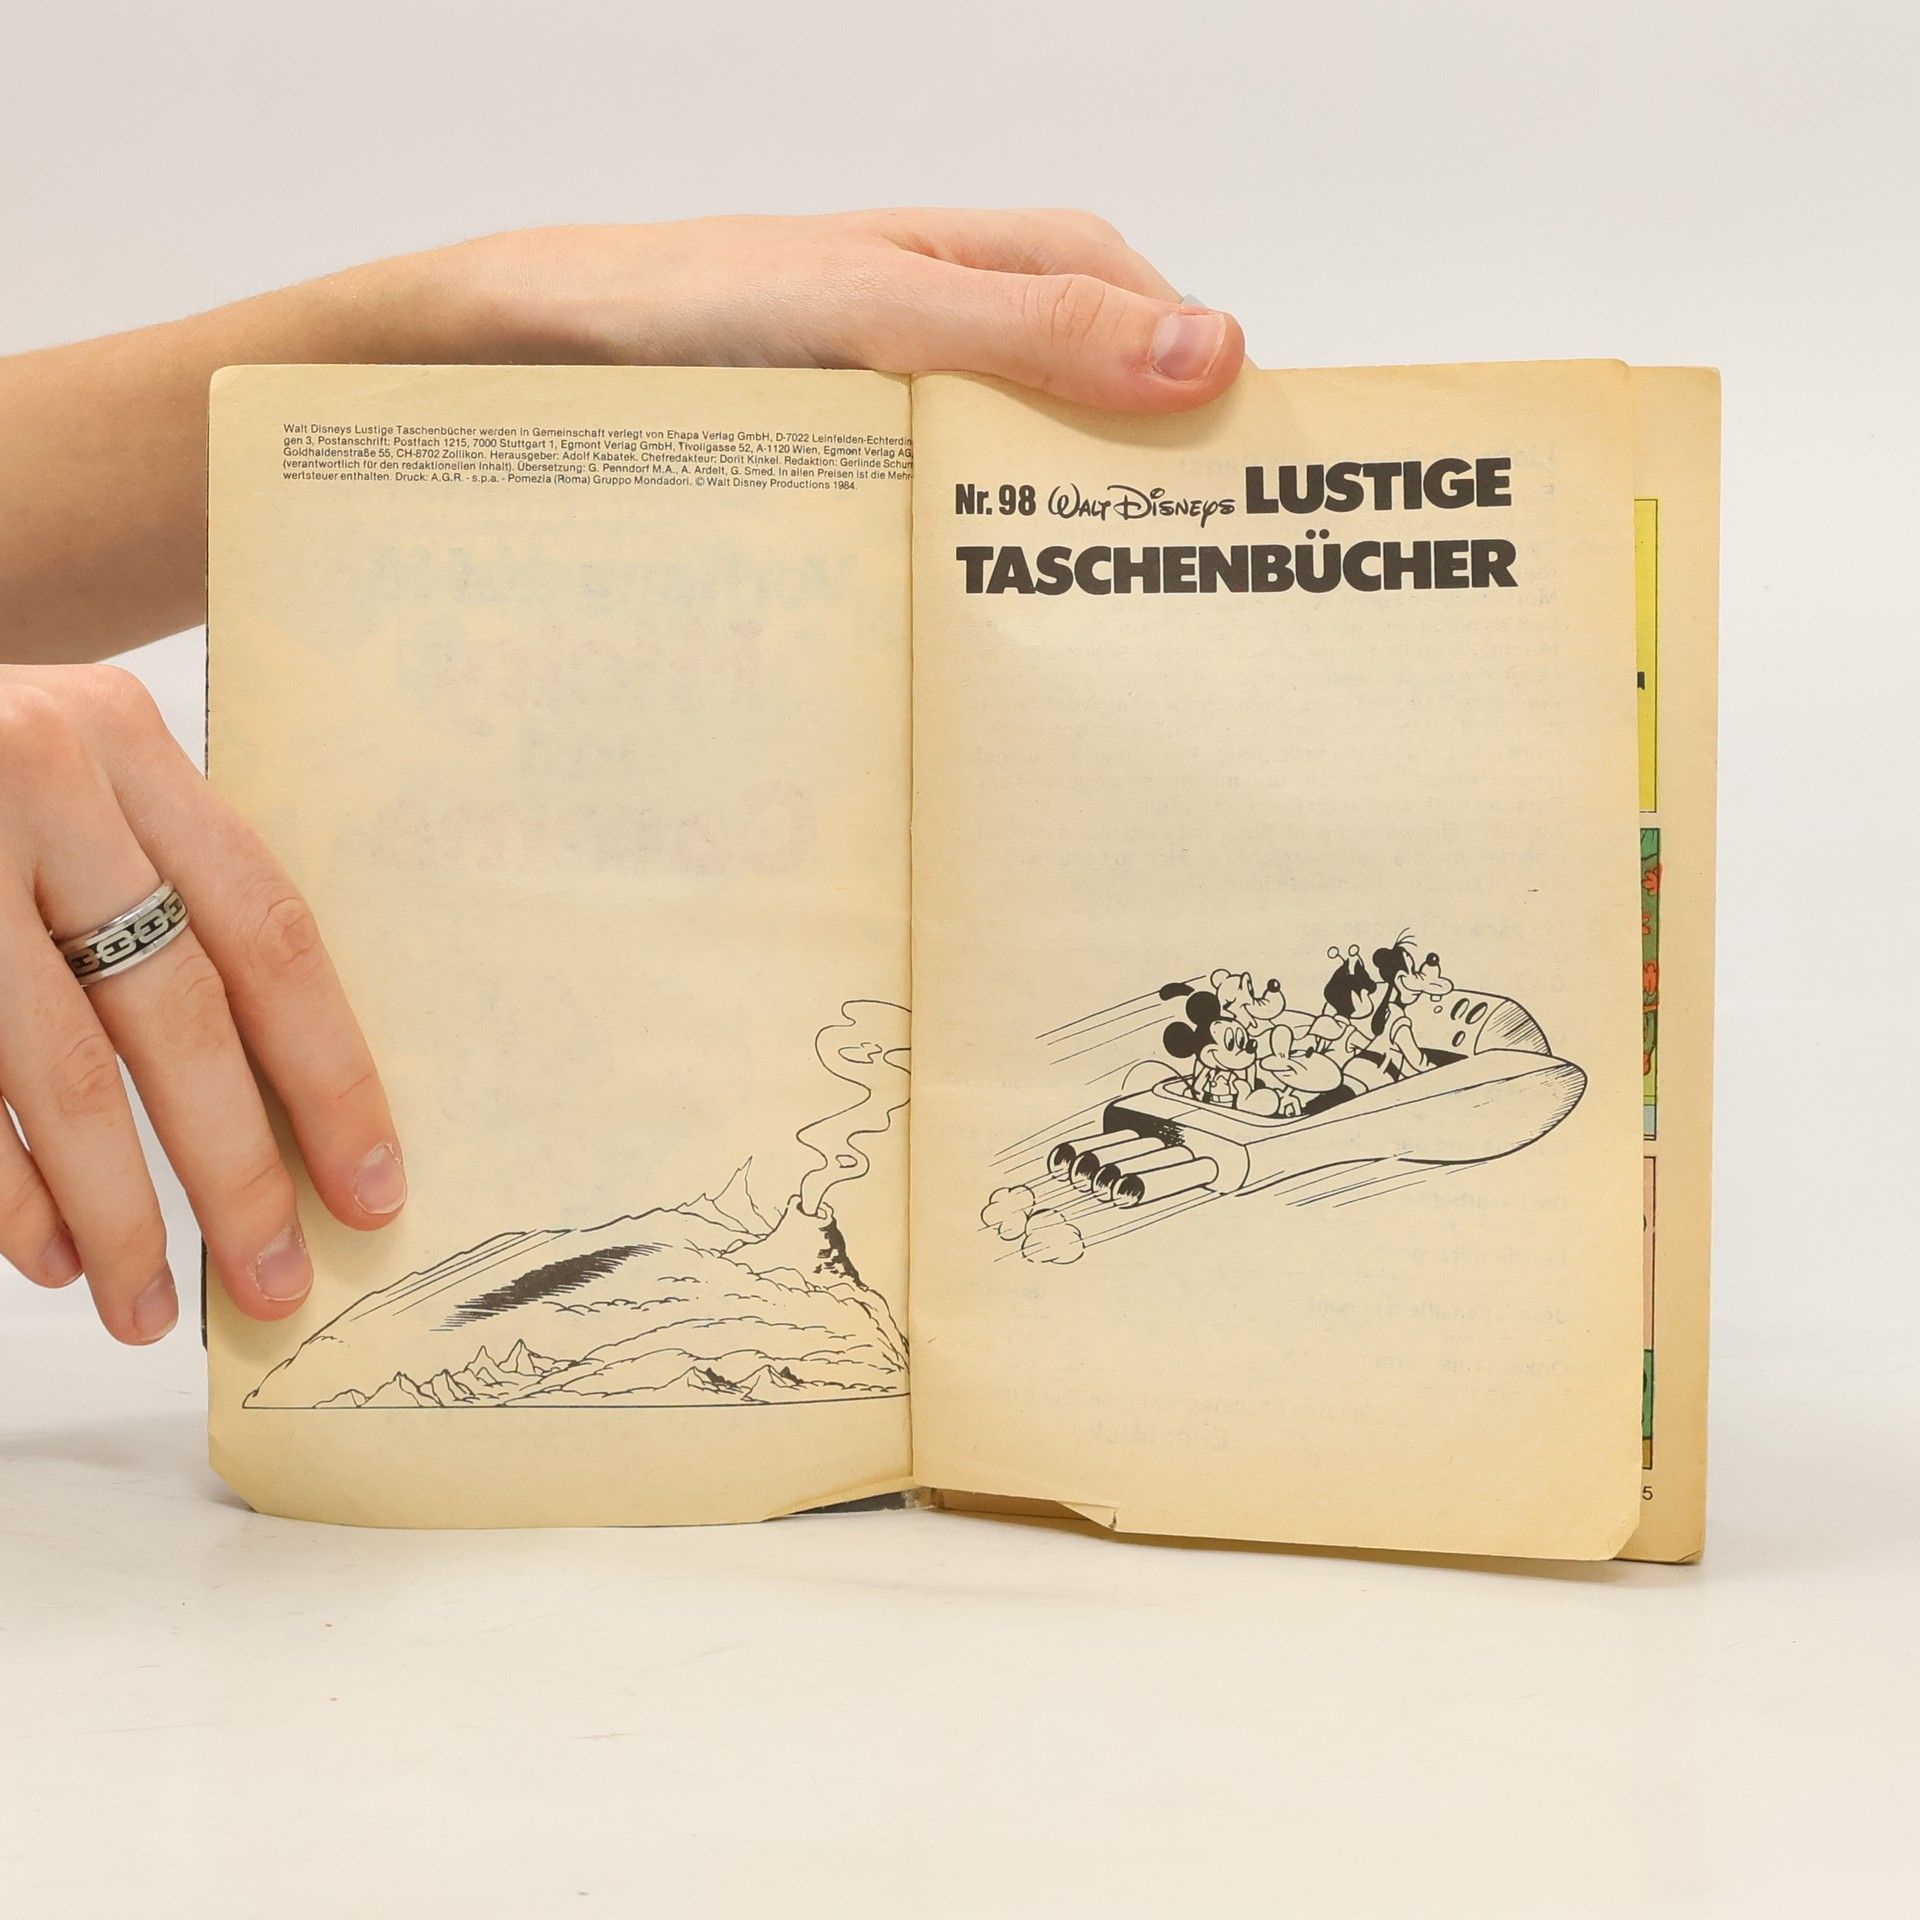 Walt Disneys Lustige Taschenbücher werden in Gemeinschaft verlegt von Ehapa Verlag GmbH, D-7022 Leinfelden-Echterdin
gen 3, Postanschrift: Postfach 1215, 7000 Stuttgart 1, Egmont Verlag GmbH, Tivoligasse 52, A-1120 Wien, Egmont Verlag AG,
Goldhaldenstraße 55, CH-8702 Zollikon. Herausgeber: Adolf Kabatek. Chefredakteur: Dorit Kinkel. Redaktion: Gerlinde Schum
(verantwortlich für den redaktionellen Inhalt). Übersetzung: G. Penndorf M.A., A. Ardelt, G. Smed. In allen Preisen ist die Mehr-
wertsteuer enthalten. Druck: A.G.R. - s.p.a. - Pomezia (Roma) Gruppo Mondadori. © Walt Disney Productions 1984.
Nr. 98 Walt Disneys LUSTIGE
TASCHENBÜCHER
5